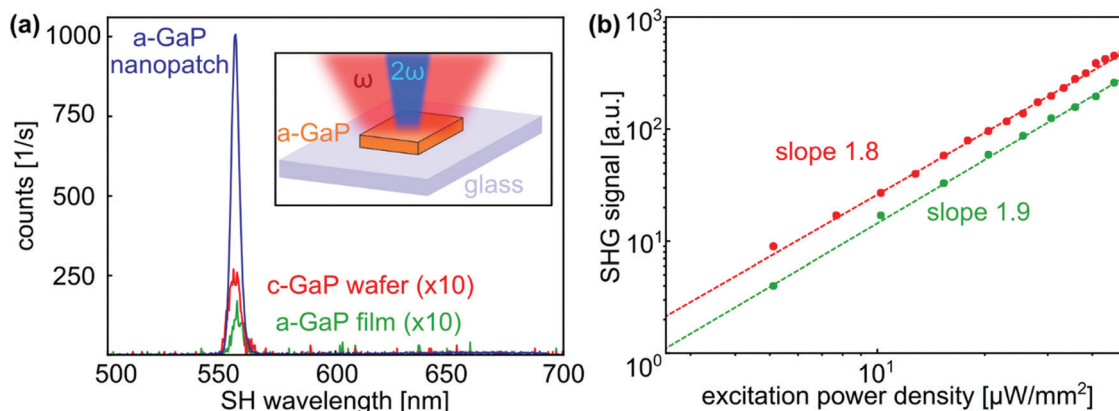 (a)
a-GaP
nanopatch
counts [1/s]
1000
750
500
250
ω
2ω
a-GaP
glass
c-GaP wafer (x10)
a-GaP film (x10)
500
550
600
650
700
SH wavelength [nm]
(b)
SHG signal [a.u.]
10³
10²
10¹
10⁰
slope 1.8
slope 1.9
10¹
excitation power density [µW/mm²]